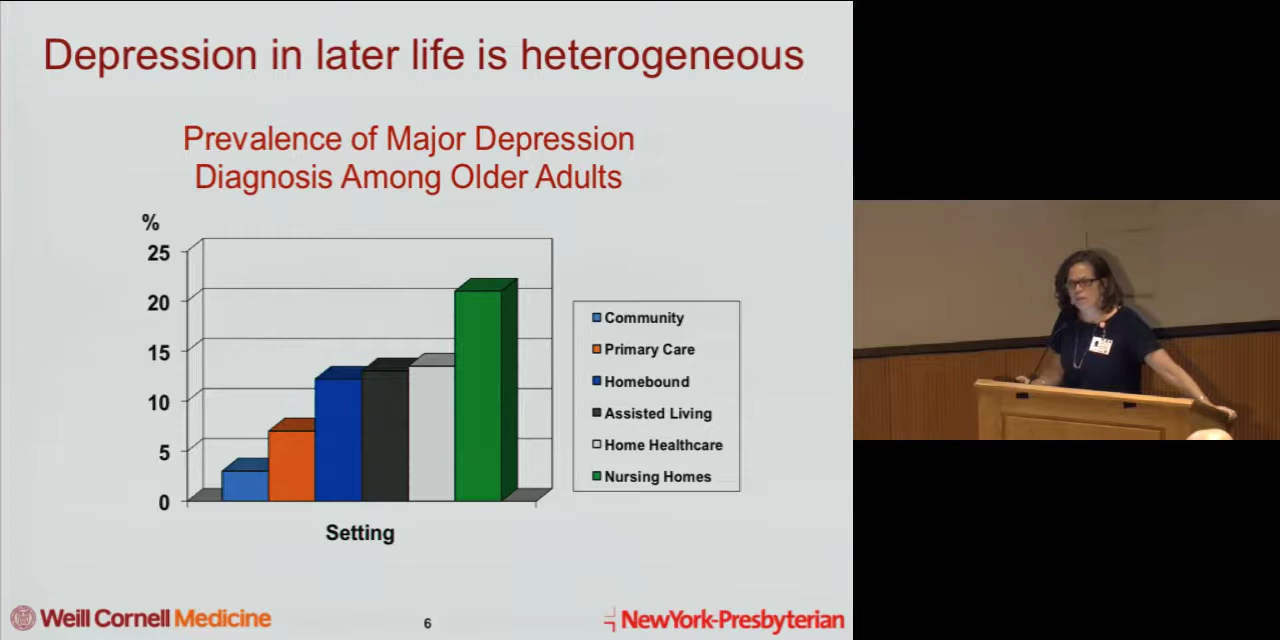 Depression in later life is heterogeneous
Prevalence of Major Depression
Diagnosis Among Older Adults
%
25
20
15
10
5
0
Setting
Community
Primary Care
Homebound
Assisted Living
Home Healthcare
Nursing Homes
Weill Cornell Medicine
6
NewYork-Presbyterian